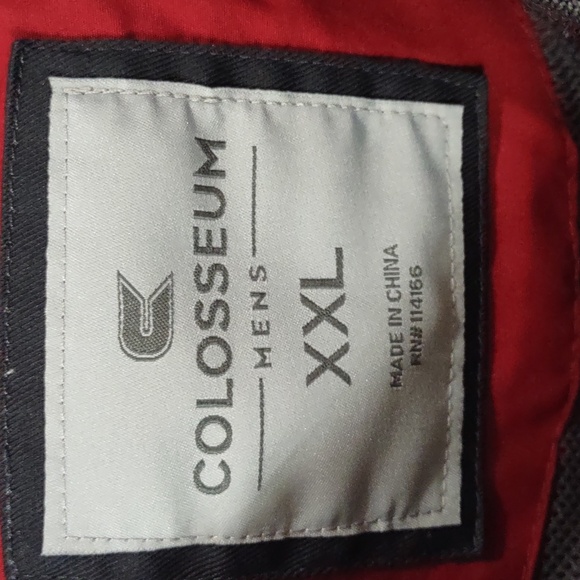 COLOSSEUM
MENS
XXL
MADE IN CHINA
RN# 114166